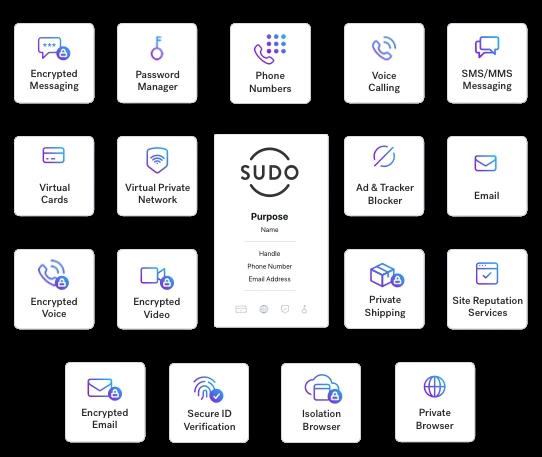 Encrypted
Messaging
Password
Manager
Phone
Numbers
Voice
Calling
SMS/MMS
Messaging
Virtual
Cards
Virtual Private
Network
SUDO
Purpose
Name
Handle
Phone Number
Email Address
Ad & Tracker
Blocker
Email
Encrypted
Voice
Encrypted
Video
Private
Shipping
Site Reputation
Services
Encrypted
Email
Secure ID
Verification
Isolation
Browser
Private
Browser